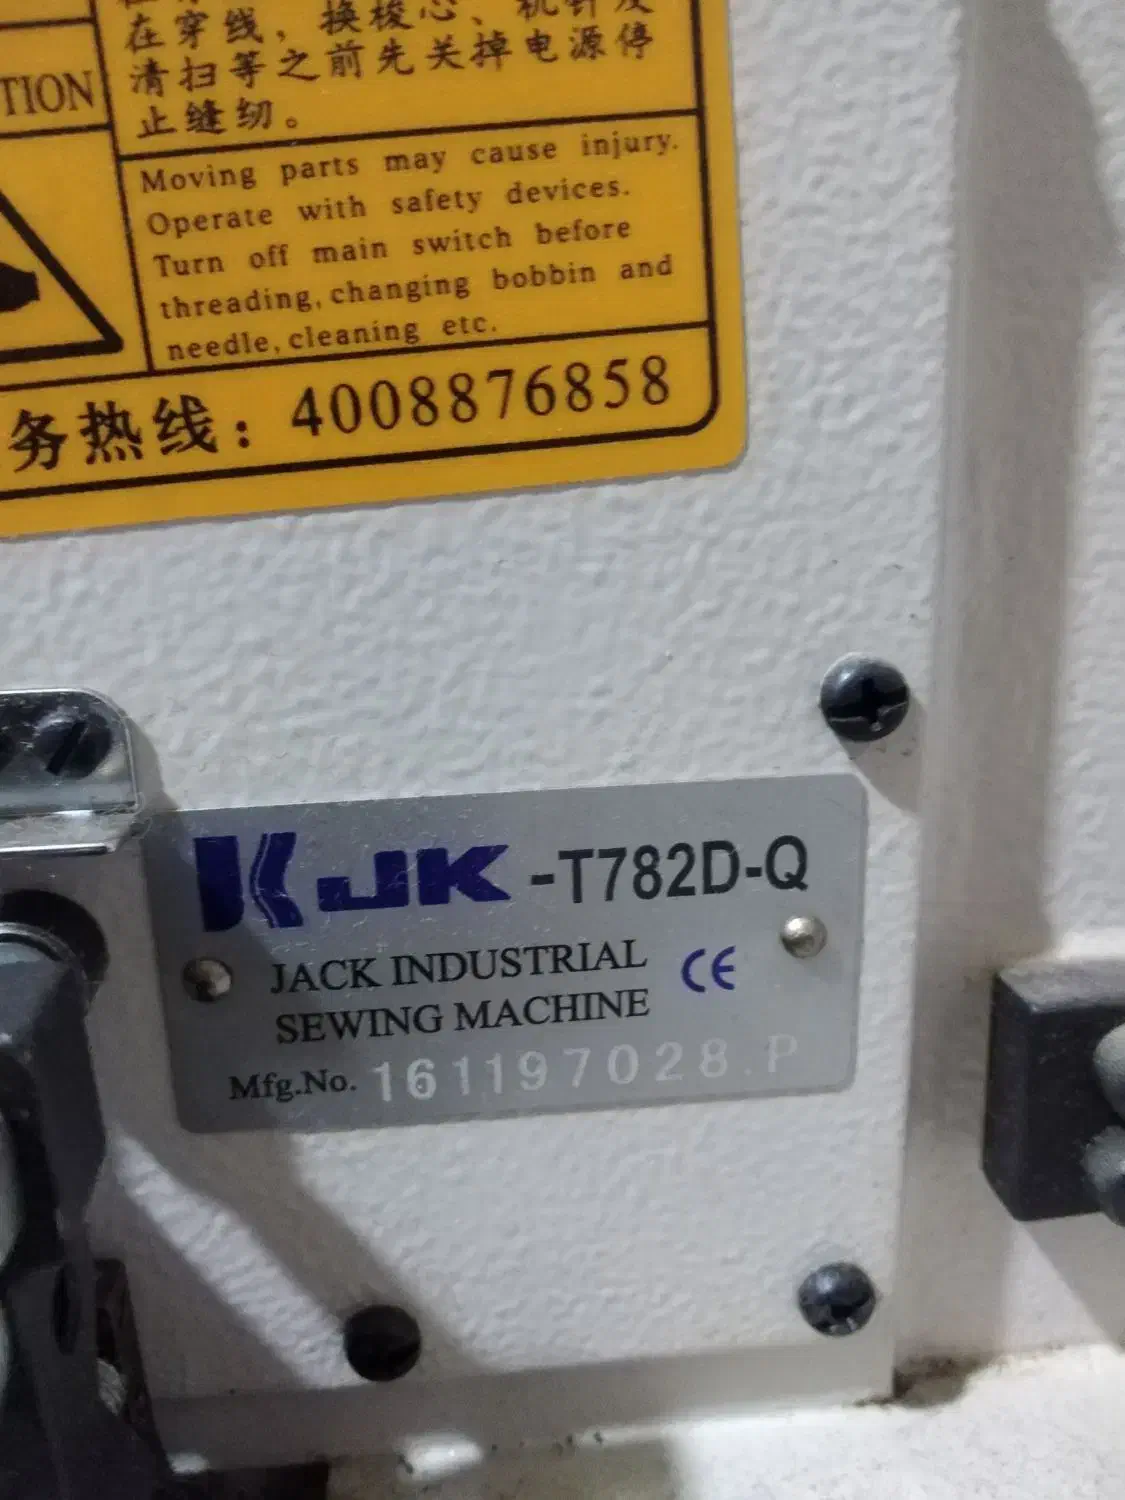 在穿线，换梭心、机针及
清扫等之前先关掉电源停
止缝纫。
TION
Moving parts may cause injury.
Operate with safety devices.
Turn off main switch before
threading,changing bobbin and
needle,cleaning etc.
务热线：4008876858
JK-T782D-Q
JACK INDUSTRIAL
SEWING MACHINE
CE
Mfg.No. 161197028.P